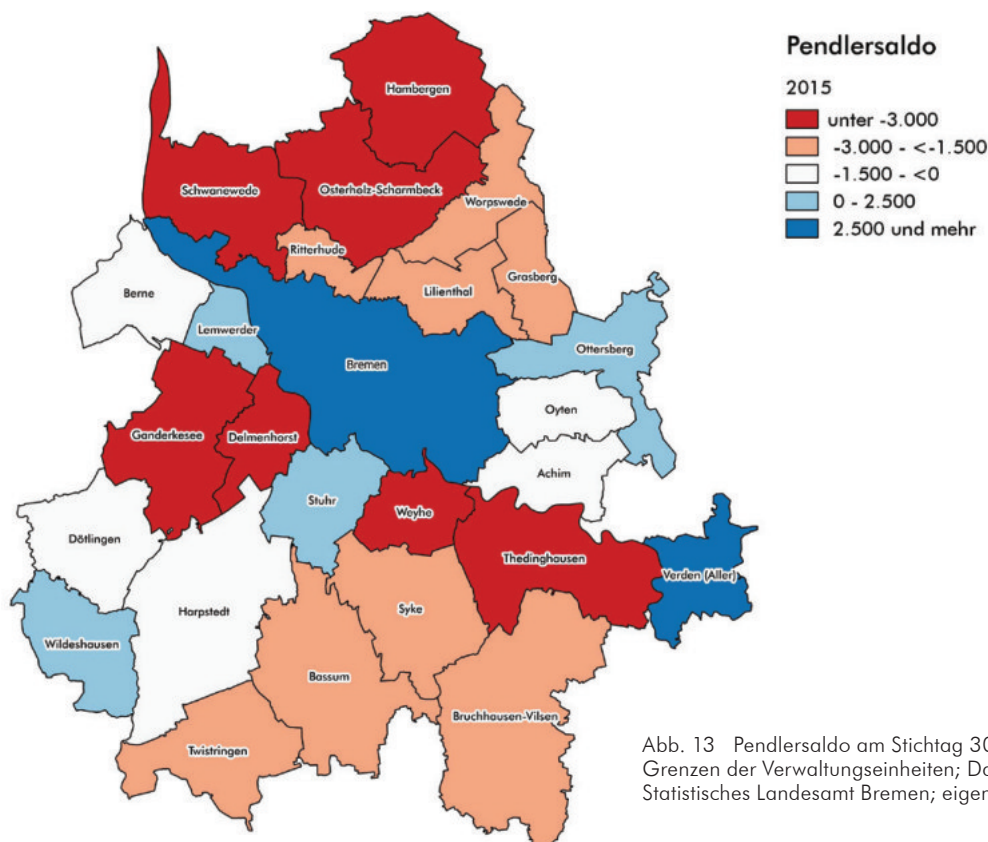 Pendlersaldo
2015
unter -3.000
-3.000 - <-1.500
-1.500 - <0
0 - 2.500
2.500 und mehr
Hambergen
Schwanewede
Osterholz-Scharmbeck
Worpswede
Ritterhude
Grasberg
Lilienthal
Berne
Lemwerder
Ottersberg
Bremen
Oyten
Ganderkesee
Delmenhorst
Achim
Stuhr
Weyhe
Dötlingen
Thedinghausen
Verden (Aller)
Harpstedt
Syke
Wildeshausen
Bassum
Bruchhausen-Vilsen
Twistringen
Abb. 13 Pendlersaldo am Stichtag 30
Grenzen der Verwaltungseinheiten;
Statistisches Landesamt Bremen; eigen